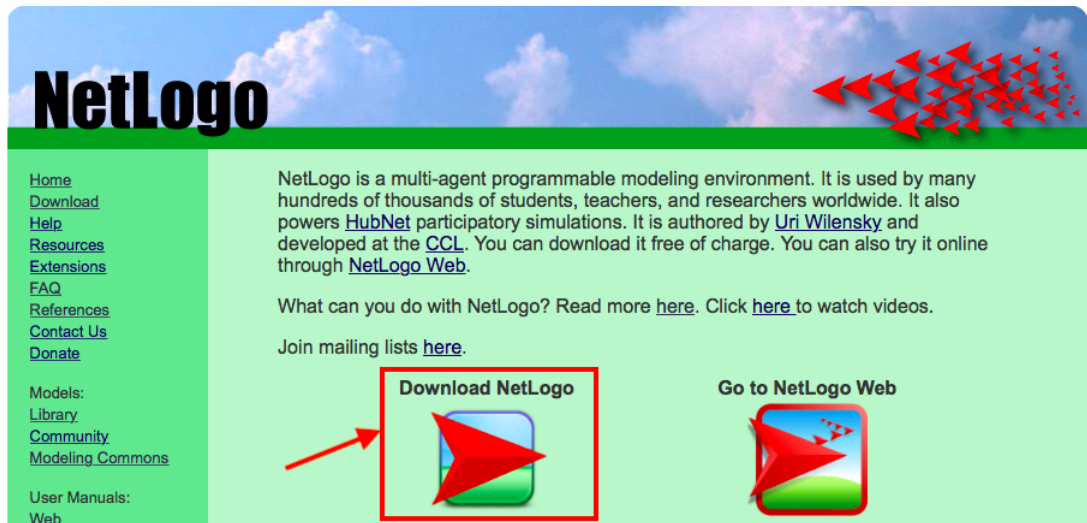 NetLogo
Home
Download
Help
Resources
Extensions
FAQ
References
Contact Us
Donate
Models:
Library
Community
Modeling Commons
User Manuals:
Web
NetLogo is a multi-agent programmable modeling environment. It is used by many
hundreds of thousands of students, teachers, and researchers worldwide. It also
powers HubNet participatory simulations. It is authored by Uri Wilensky and
developed at the CCL. You can download it free of charge. You can also try it online
through NetLogo Web.
What can you do with NetLogo? Read more here. Click here to watch videos.
Join mailing lists here.
Download NetLogo
Go to NetLogo Web